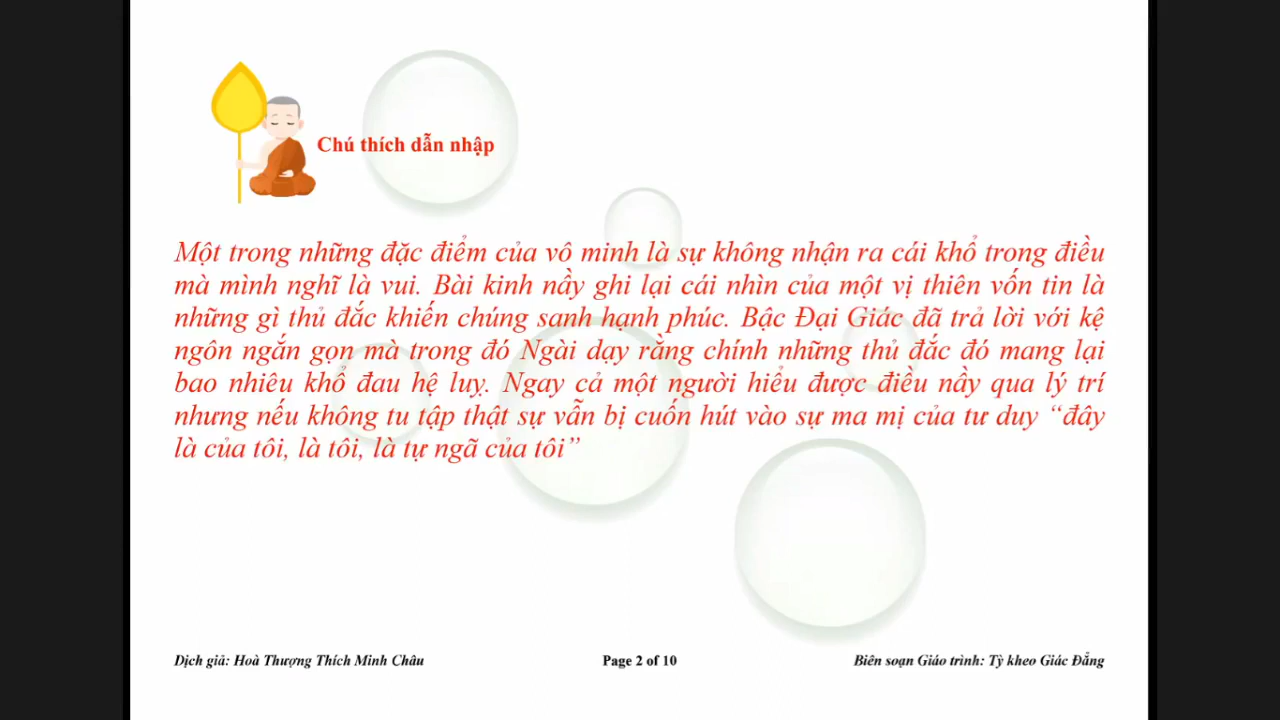 Chú thích dẫn nhập
Một trong những đặc điểm của vô minh là sự không nhận ra cái khổ trong điều
mà mình nghĩ là vui. Bài kinh nầy ghi lại cái nhìn của một vị thiên vốn tin là
những gì thủ đắc khiến chúng sanh hạnh phúc. Bậc Đại Giác đã trả lời với kệ
ngôn ngắn gọn mà trong đó Ngài dạy rằng chính những thủ đắc đó mang lại
bao nhiêu khổ đau hệ luỵ. Ngay cả một người hiểu được điều nầy qua lý trí
nhưng nếu không tu tập thật sự vẫn bị cuốn hút vào sự ma mị của tư duy “đây
là của tôi, là tôi, là tự ngã của tôi”
Dịch giả: Hoà Thượng Thích Minh Châu Page 2 of 10 Biên soạn Giáo trình: Tỳ kheo Giác Đẳng